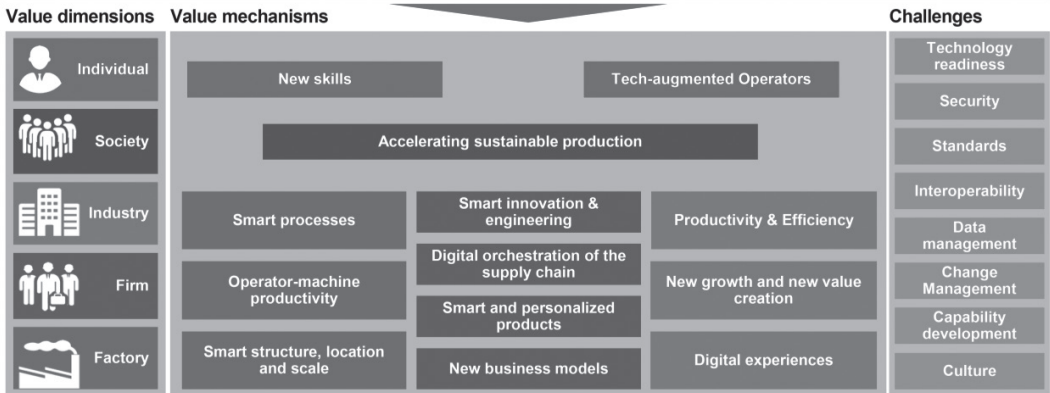 Value dimensions
Value mechanisms
Challenges
Individual
Society
Industry
Firm
Factory
New skills
Tech-augmented Operators
Accelerating sustainable production
Smart processes
Operator-machine
productivity
Smart structure, location
and scale
Smart innovation &
engineering
Digital orchestration of the
supply chain
Smart and personalized
products
New business models
Productivity & Efficiency
New growth and new value
creation
Digital experiences
Technology
readiness
Security
Standards
Interoperability
Data
management
Change
Management
Capability
development
Culture